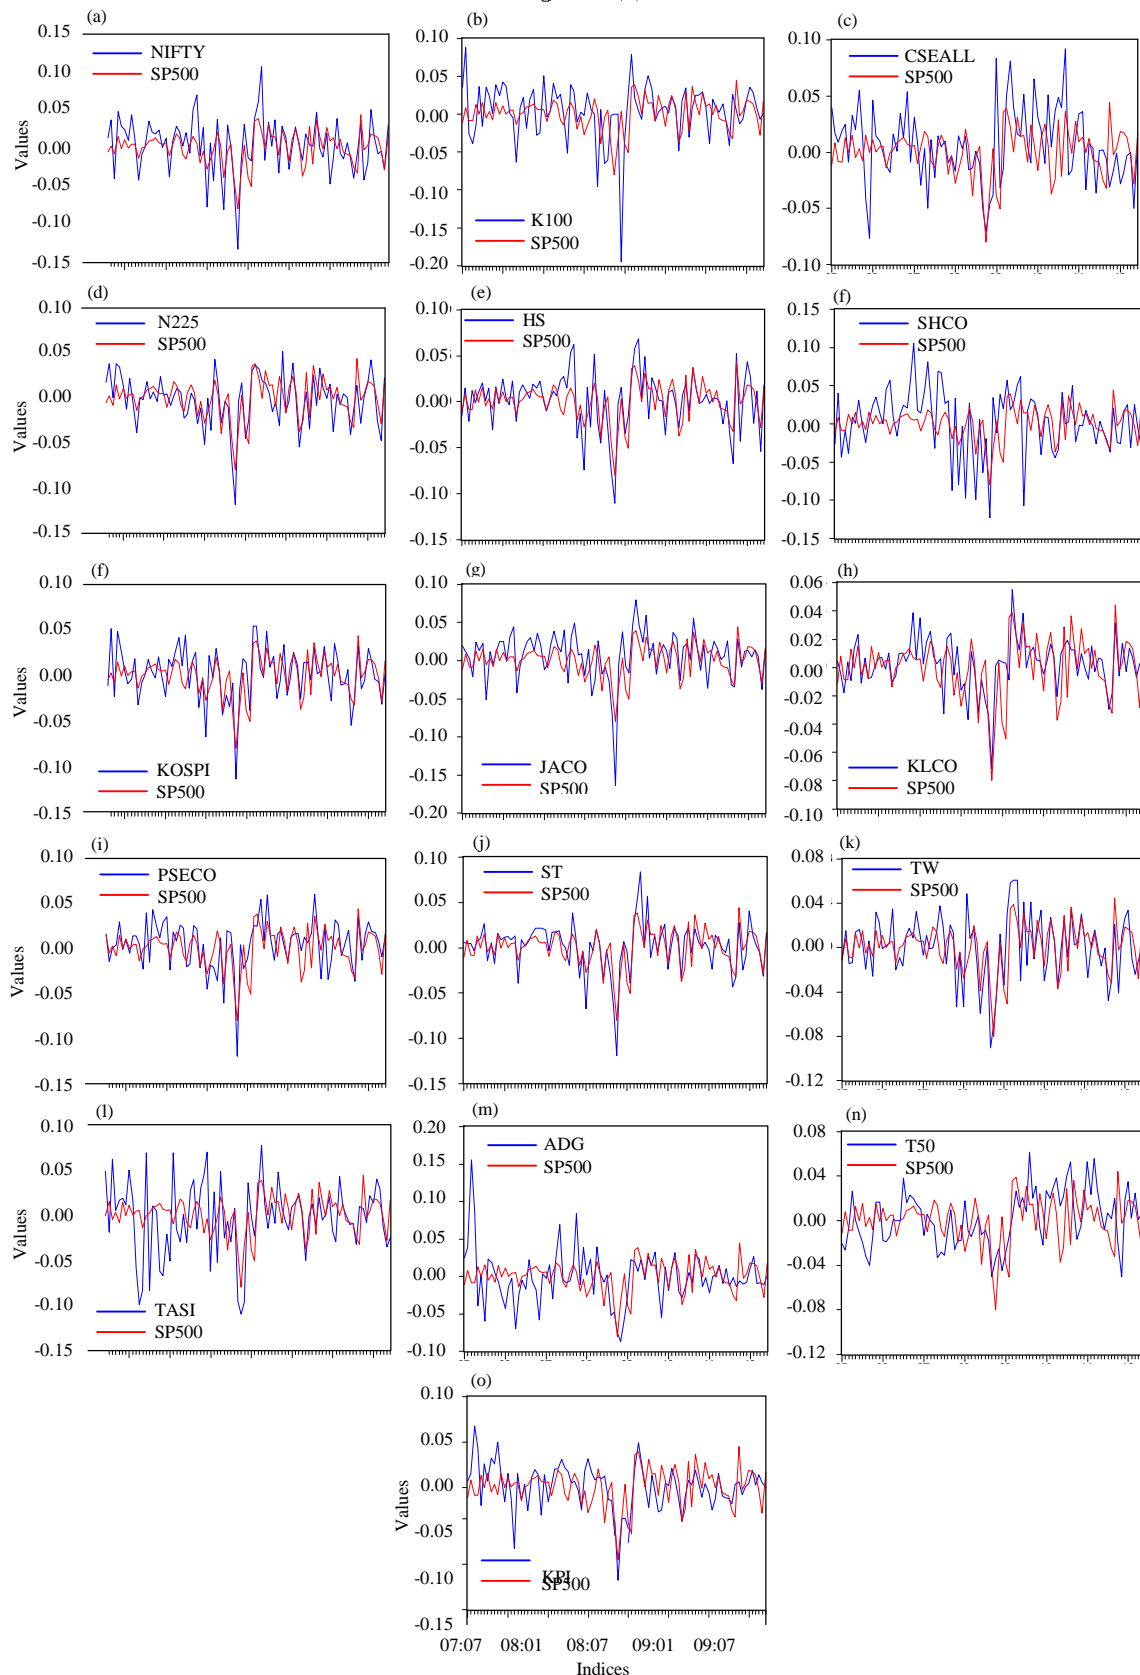 (a)
0.15
0.10
0.05
0.00
-0.05
-0.10
-0.15
Values
NIFTY
SP500
(b)
0.10
0.05
0.00
-0.05
-0.10
-0.15
-0.20
K100
SP500
(c)
0.10
0.05
0.00
-0.05
-0.10
CSEALL
SP500
(d)
0.10
0.05
0.00
-0.05
-0.10
-0.15
Values
N225
SP500
(e)
0.10
0.05
0.00
-0.05
-0.10
-0.15
HS
SP500
(f)
0.15
0.10
0.05
0.00
-0.05
-0.10
-0.15
SHCO
SP500
(f)
0.10
0.05
0.00
-0.05
-0.10
-0.15
Values
KOSPI
SP500
(g)
0.10
0.05
0.00
-0.05
-0.10
-0.15
-0.20
JACO
SP500
(h)
0.06
0.04
0.02
0.00
-0.02
-0.04
-0.06
-0.08
-0.10
KLCO
SP500
(i)
0.10
0.05
0.00
-0.05
-0.10
-0.15
Values
PSECO
SP500
(j)
0.10
0.05
0.00
-0.05
-0.10
-0.15
ST
SP500
(k)
0.08
0.04
0.00
-0.04
-0.08
-0.12
TW
SP500
(l)
0.10
0.05
0.00
-0.05
-0.10
-0.15
Values
TASI
SP500
(m)
0.20
0.15
0.10
0.05
0.00
-0.05
-0.10
ADG
SP500
(n)
0.08
0.04
0.00
-0.04
-0.08
-0.12
T50
SP500
(o)
0.10
0.05
0.00
-0.05
-0.10
-0.15
Values
KPI
SP500
07:07 08:01 08:07 09:01 09:07
Indices